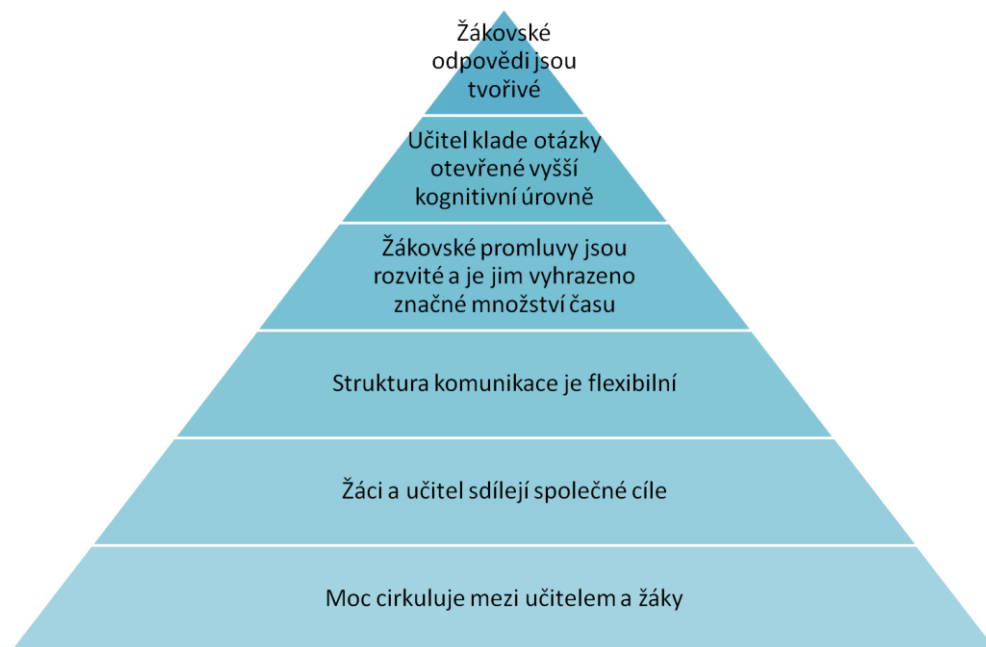 Žákovské
odpovědi jsou
tvořivé
Učitel klade otázky
otevřené vyšší
kognitivní úrovně
Žákovské promluvy jsou
rozvité a je jim vyhrazeno
značné množství času
Struktura komunikace je flexibilní
Žáci a učitel sdílejí společné cíle
Moc cirkuluje mezi učitelem a žáky